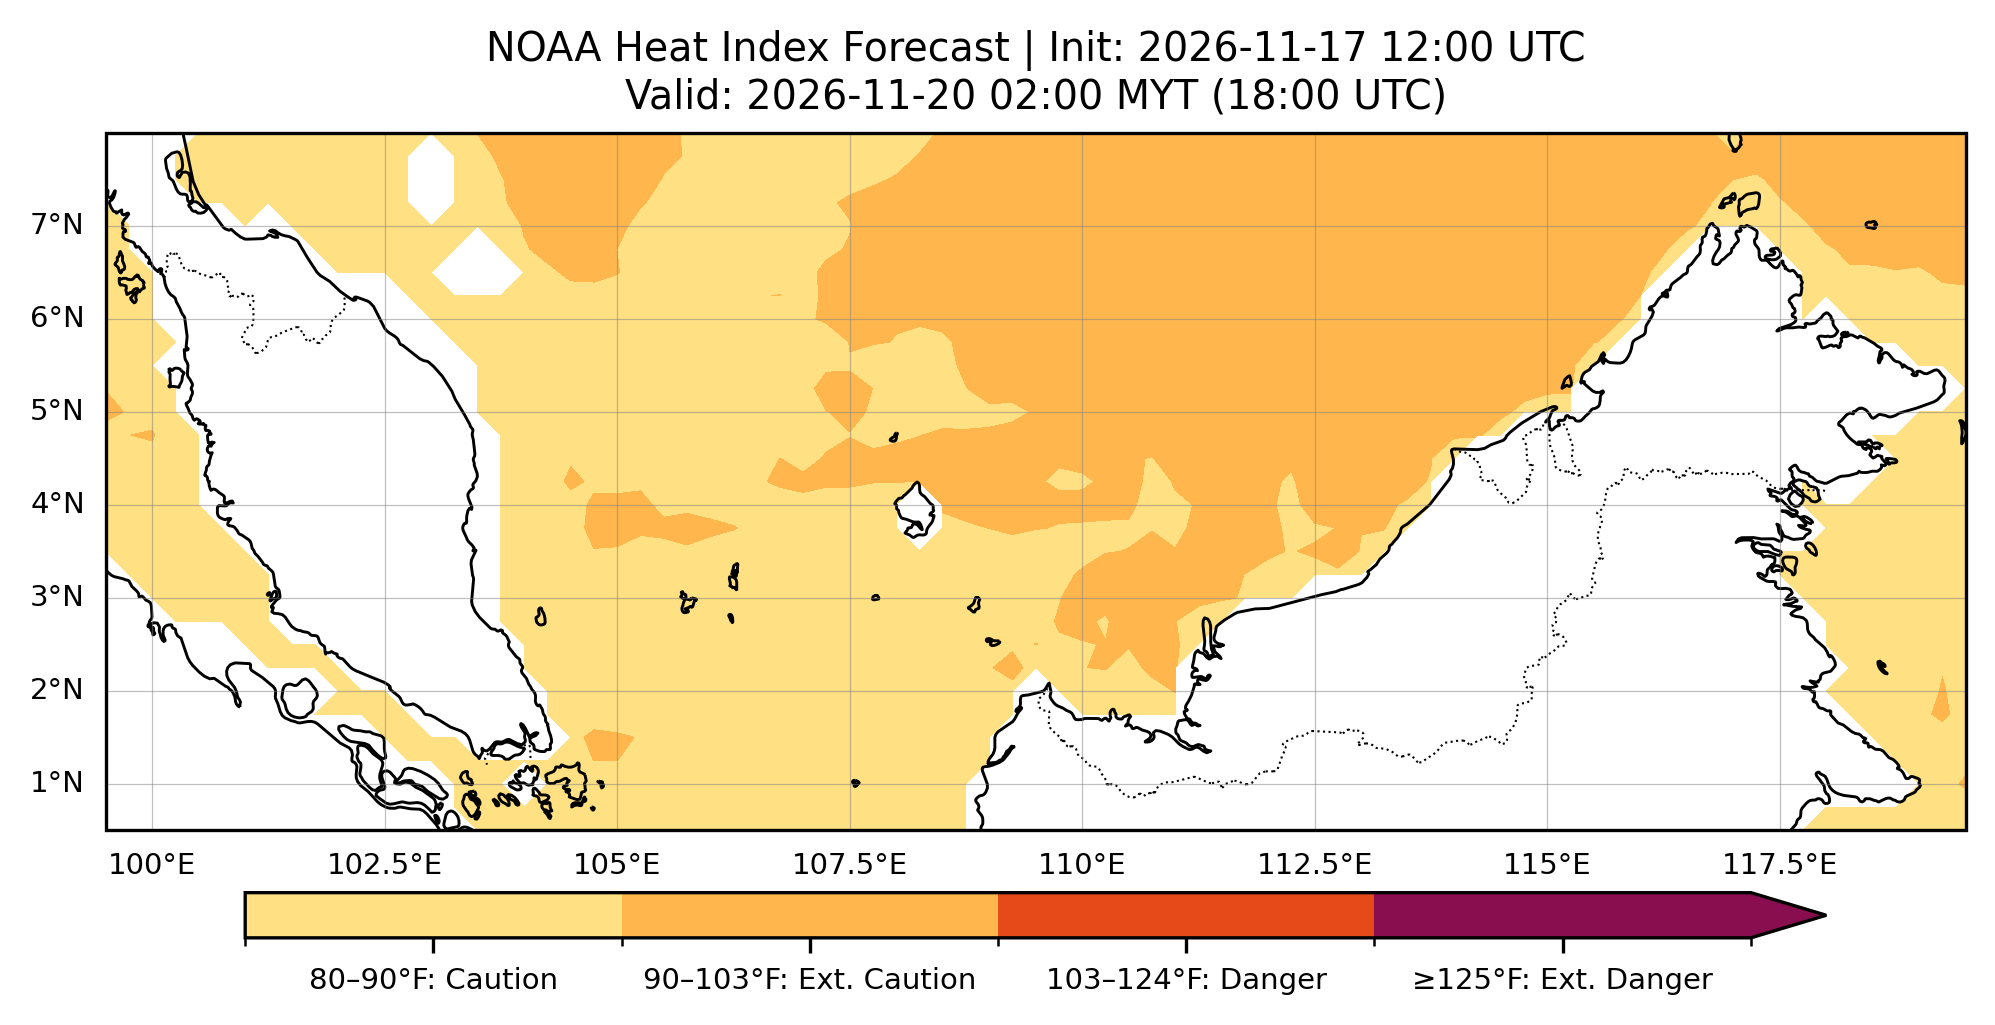 NOAA Heat Index Forecast | Init: 2026-11-17 12:00 UTC
Valid: 2026-11-20 02:00 MYT (18:00 UTC)
7°N
6°N
5°N
4°N
3°N
2°N
1°N
100°E 102.5°E 105°E 107.5°E 110°E 112.5°E 115°E 117.5°E
80–90°F: Caution 90–103°F: Ext. Caution 103–124°F: Danger ≥125°F: Ext. Danger